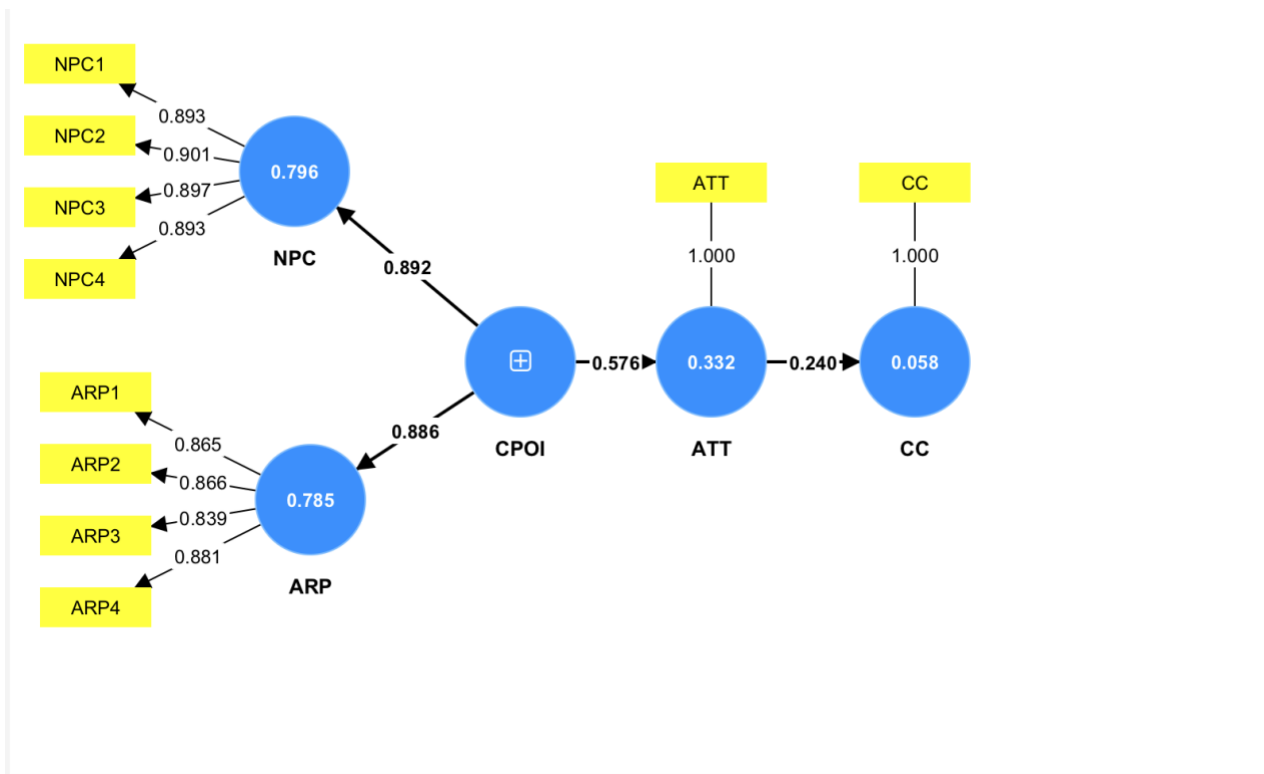 NPC1
0.893
NPC2
0.901
NPC3
0.897
0.893
NPC4
0.796
NPC
0.892
ARP1
0.865
ARP2
0.866
ARP3
0.839
0.881
ARP4
0.785
ARP
0.886
CPOI
0.576
ATT
1.000
0.332
ATT
0.240
CC
1.000
0.058
CC